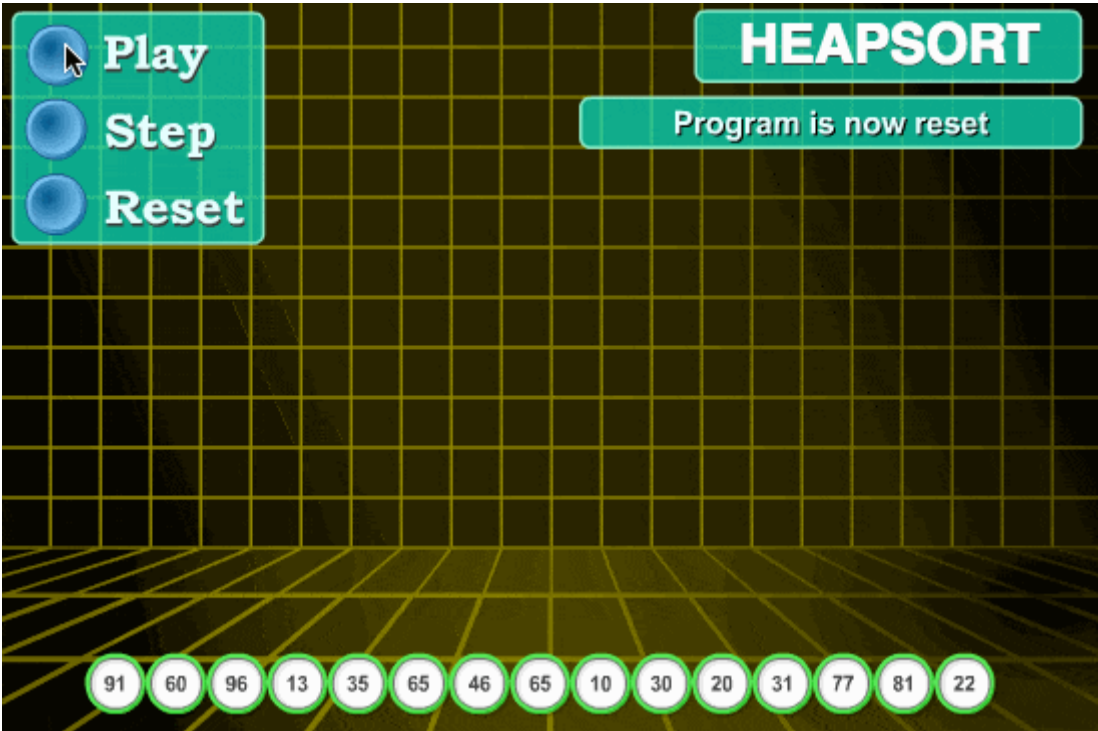 Play
Step
Reset
HEAPSORT
Program is now reset
91 60 96 13 35 65 46 65 10 30 20 31 77 81 22